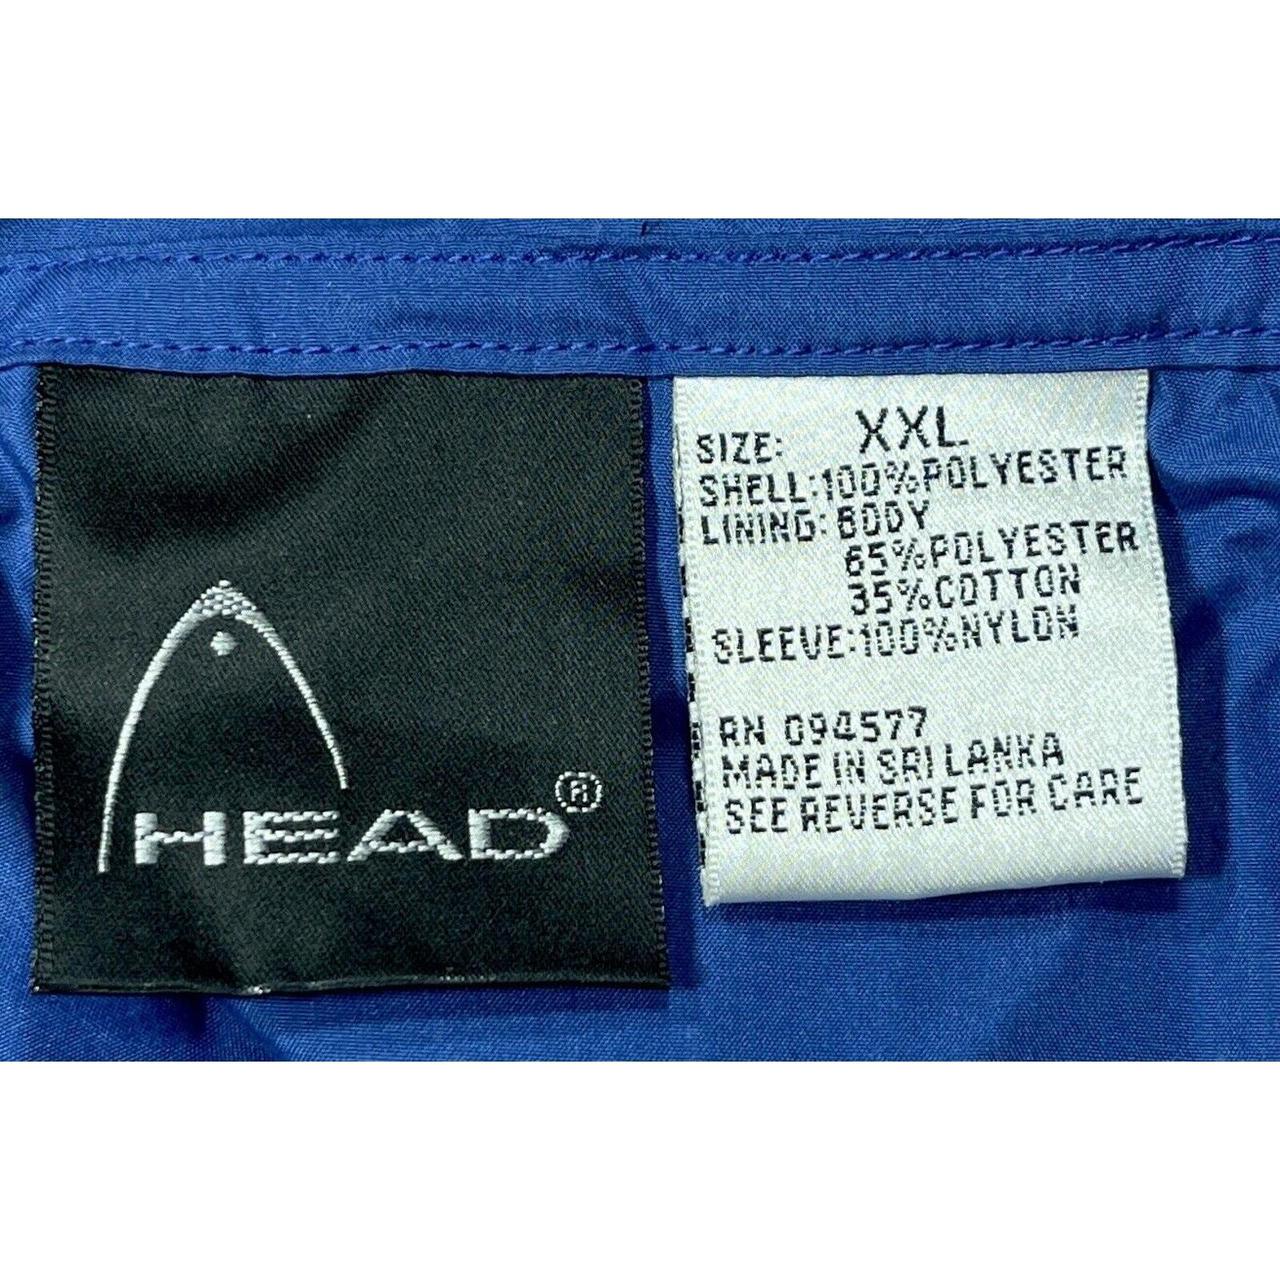 HEAD®
SIZE: XXL
SHELL:100%POLYESTER
LINING: BODY
65%POLYESTER
35%COTTON
SLEEVE:100%NYLON
RN 094577
MADE IN SRI LANKA
SEE REVERSE FOR CARE